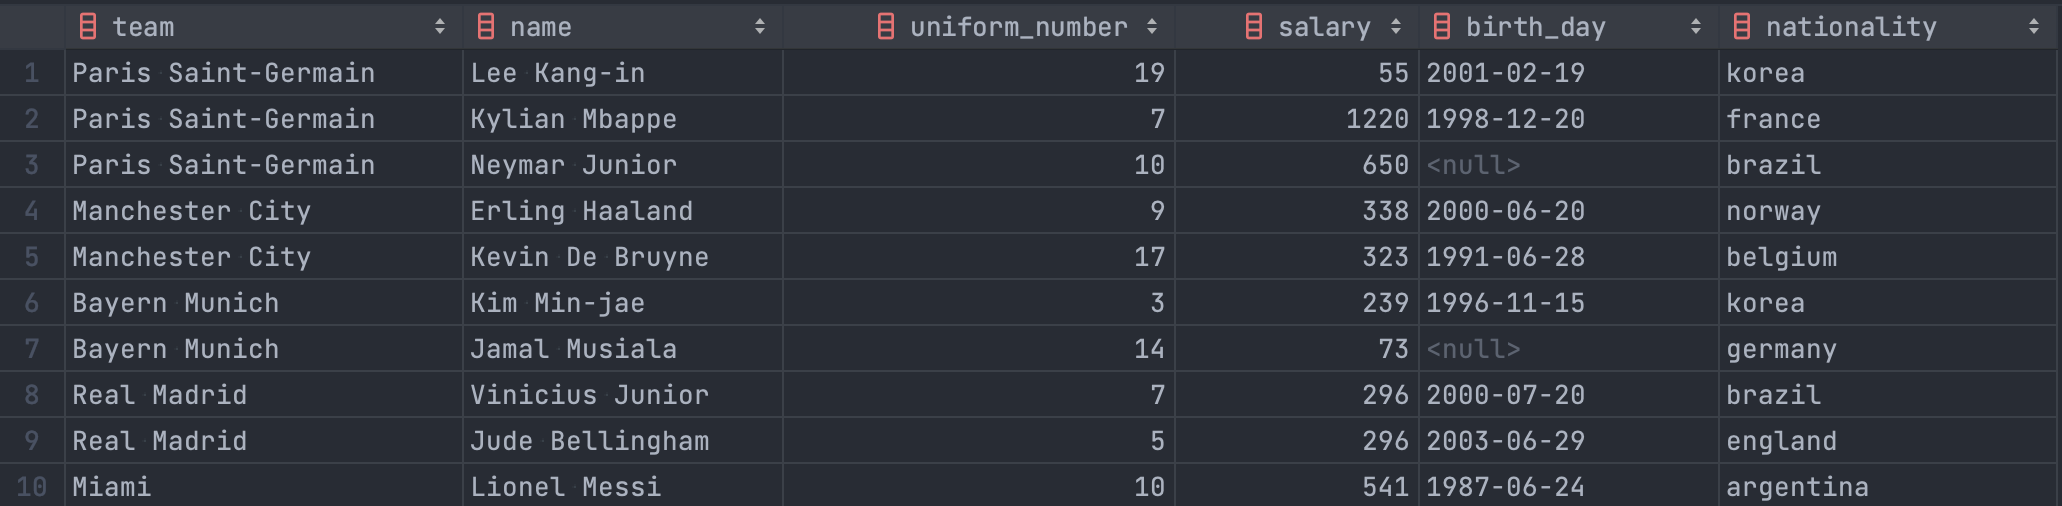 team name uniform_number salary birth_day nationality
1 Paris Saint-Germain Lee Kang-in 19 55 2001-02-19 korea
2 Paris Saint-Germain Kylian Mbappe 7 1220 1998-12-20 france
3 Paris Saint-Germain Neymar Junior 10 650 <null> brazil
4 Manchester City Erling Haaland 9 338 2000-06-20 norway
5 Manchester City Kevin De Bruyne 17 323 1991-06-28 belgium
6 Bayern Munich Kim Min-jae 3 239 1996-11-15 korea
7 Bayern Munich Jamal Musiala 14 73 <null> germany
8 Real Madrid Vinicius Junior 7 296 2000-07-20 brazil
9 Real Madrid Jude Bellingham 5 296 2003-06-29 england
10 Miami Lionel Messi 10 541 1987-06-24 argentina